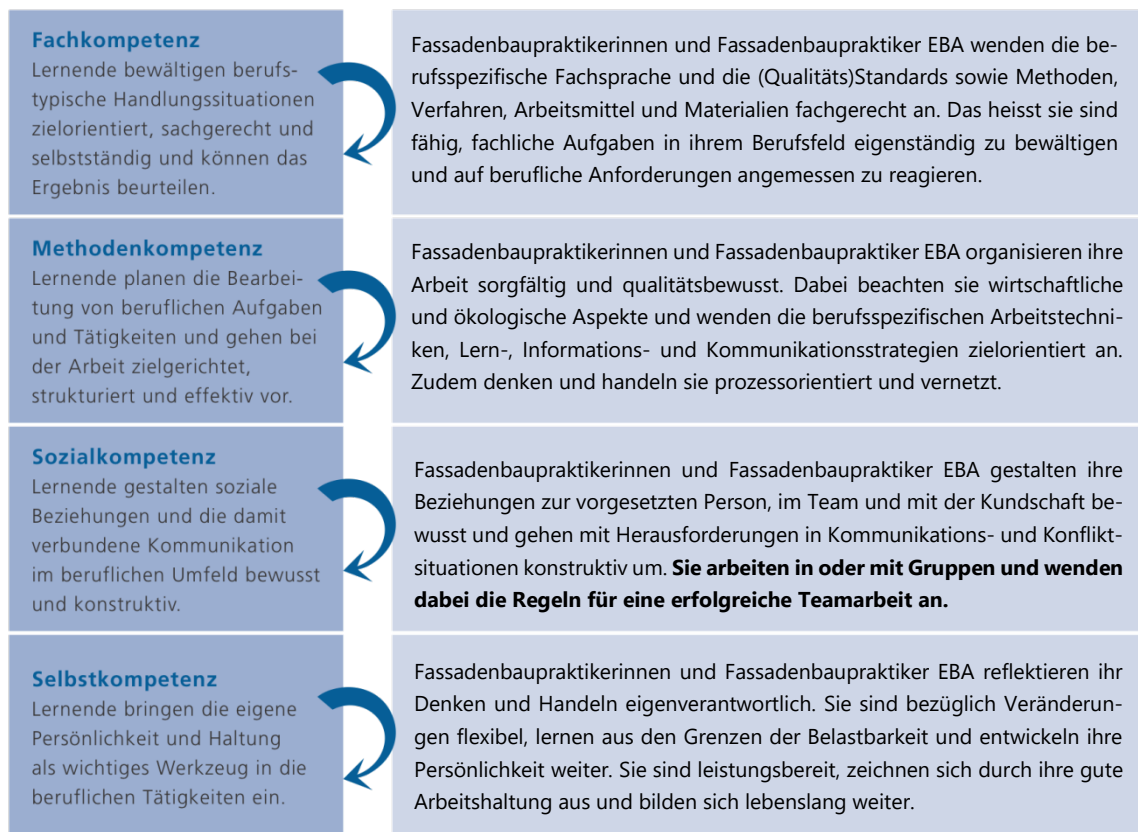 Fachkompetenz
Lernende bewältigen berufs-
typische Handlungssituationen
zielorientiert, sachgerecht und
selbstständig und können das
Ergebnis beurteilen.
Fassadenbaupraktikerinnen und Fassadenbaupraktiker EBA wenden die be-
rufsspezifische Fachsprache und die (Qualitäts)Standards sowie Methoden,
Verfahren, Arbeitsmittel und Materialien fachgerecht an. Das heisst sie sind
fähig, fachliche Aufgaben in ihrem Berufsfeld eigenständig zu bewältigen
und auf berufliche Anforderungen angemessen zu reagieren.
Methodenkompetenz
Lernende planen die Bearbei-
tung von beruflichen Aufgaben
und Tätigkeiten und gehen bei
der Arbeit zielgerichtet,
strukturiert und effektiv vor.
Fassadenbaupraktikerinnen und Fassadenbaupraktiker EBA organisieren ihre
Arbeit sorgfältig und qualitätsbewusst. Dabei beachten sie wirtschaftliche
und ökologische Aspekte und wenden die berufsspezifischen Arbeitstechni-
ken, Lern-, Informations- und Kommunikationsstrategien zielorientiert an.
Zudem denken und handeln sie prozessorientiert und vernetzt.
Sozialkompetenz
Lernende gestalten soziale
Beziehungen und die damit
verbundene Kommunikation
im beruflichen Umfeld bewusst
und konstruktiv.
Fassadenbaupraktikerinnen und Fassadenbaupraktiker EBA gestalten ihre
Beziehungen zur vorgesetzten Person, im Team und mit der Kundschaft be-
wusst und gehen mit Herausforderungen in Kommunikations- und Konflikt-
situationen konstruktiv um. Sie arbeiten in oder mit Gruppen und wenden
dabei die Regeln für eine erfolgreiche Teamarbeit an.
Selbstkompetenz
Lernende bringen die eigene
Persönlichkeit und Haltung
als wichtiges Werkzeug in die
beruflichen Tätigkeiten ein.
Fassadenbaupraktikerinnen und Fassadenbaupraktiker EBA reflektieren ihr
Denken und Handeln eigenverantwortlich. Sie sind bezüglich Veränderun-
gen flexibel, lernen aus den Grenzen der Belastbarkeit und entwickeln ihre
Persönlichkeit weiter. Sie sind leistungsbereit, zeichnen sich durch ihre gute
Arbeitshaltung aus und bilden sich lebenslang weiter.